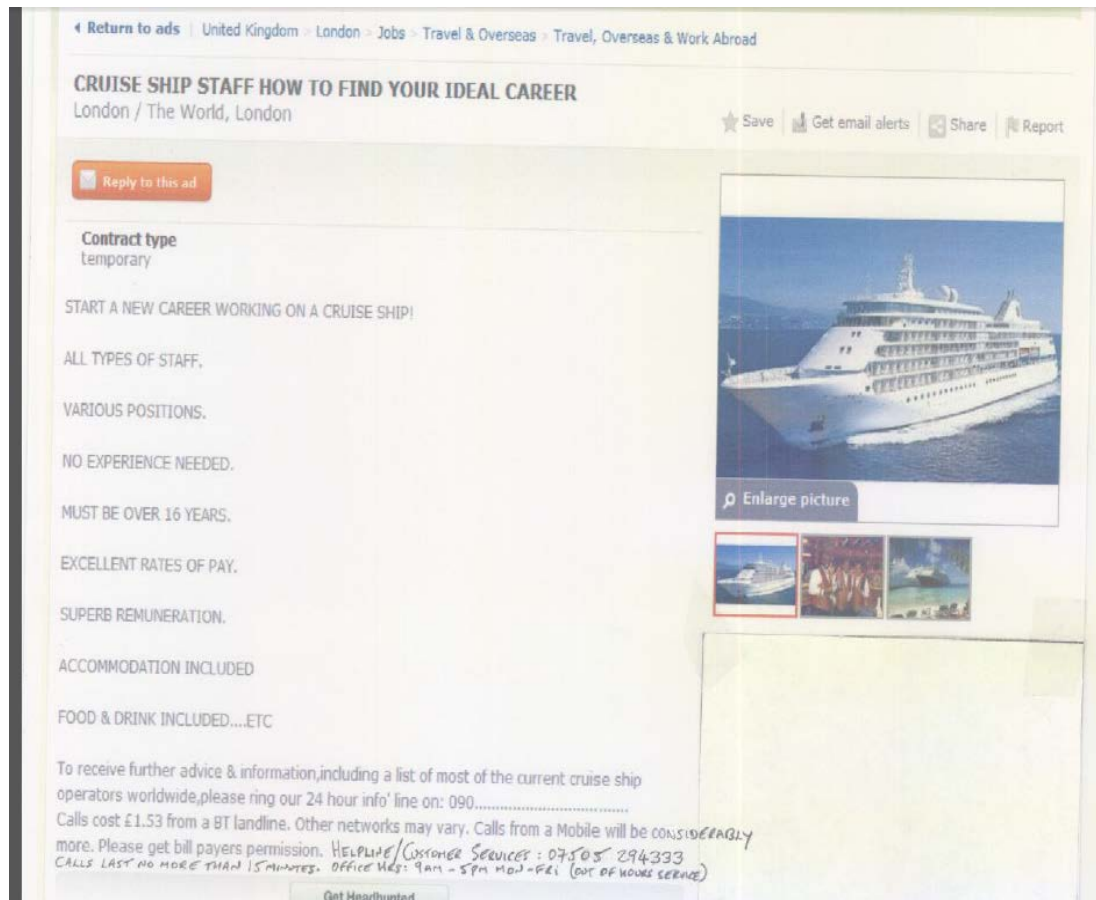 Return to ads United Kingdom > London > Jobs > Travel & Overseas > Travel, Overseas & Work Abroad
CRUISE SHIP STAFF HOW TO FIND YOUR IDEAL CAREER
London / The World, London
Save Get email alerts Share Report
Reply to this ad
Contract type
temporary
START A NEW CAREER WORKING ON A CRUISE SHIP!
ALL TYPES OF STAFF.
VARIOUS POSITIONS.
NO EXPERIENCE NEEDED.
MUST BE OVER 16 YEARS.
EXCELLENT RATES OF PAY.
SUPERB REMUNERATION.
ACCOMMODATION INCLUDED
FOOD & DRINK INCLUDED....ETC
Enlarge picture
To receive further advice & information,including a list of most of the current cruise ship
operators worldwide,please ring our 24 hour info' line on: 090......................................
Calls cost £1.53 from a BT landline. Other networks may vary. Calls from a Mobile will be CONSIDERABLY
more. Please get bill payers permission. HELPLINE/CUSTOMER SERVICES : 07505 294333
CALLS LAST NO MORE THAN 15 MINUTES. OFFICE HRS: 9AM - 5PM MON-FRI (OUT OF HOURS SERVICE)
Get Headhunted